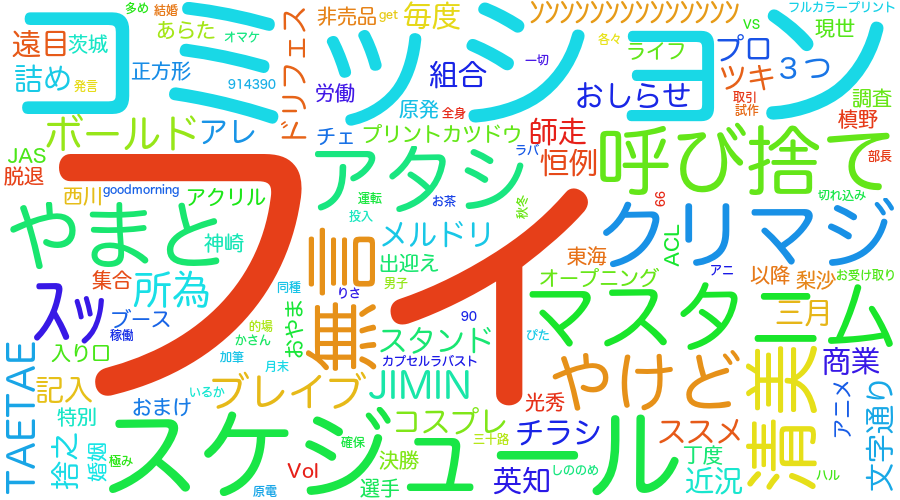 コミッション
フィ
スケジュール
アタシ
マスタニム
クリマジ
やまと
呼び捨て
無言
やけど
清美
スッ
所為
ボールド
ブレイブ
JIMIN
TAETAE
遠目
茨城
詰め
多め
結婚
あらた
オマケ
発言
正方形
914390
ドリフェス
非売品
get
毎度
ソソソソソソソソソソソソソソ
フルカラープリント
vs
現世
各々
ライフ
プロ
ツキ
3つ
一切
組合
労働
原発
全身
おしらせ
取引
試作
調査
槙野
部長
アレ
チェ
プリントカツドウ
師走
ラバ
恒例
JAS
脱退
西川
goodmorning
アクリル
運転
お茶
投入
秋冬
66
ACL
切れ込み
神崎
メルドリ
出迎え
男子
東海
アニ
オープニング
以降
梨沙
お受け取り
三月
集合
ブース
稼働
同種
りさ
90
ぴた
入り口
的場
かさん
おやま
加筆
月末
スタンド
カプセルラバスト
商業
記入
特別
おまけ
いるか
光秀
アニメ
文字通り
捨之
婚姻
極み
Vol
原電
確保
コスプレ
決勝
三十路
選手
チラシ
英知
しののめ
ススメ
丁度
近況
ハル